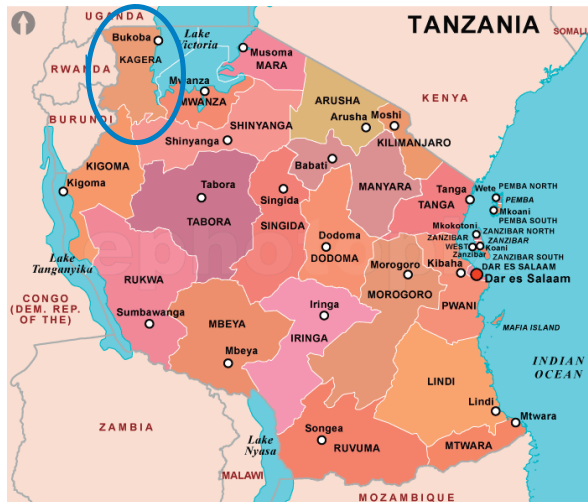 UGANDA
TANZANIA
SOMALI
Lake
Victoria
Bukoba
KAGERA
RWANDA
Musoma
MARA
Mwanza
MWANZA
KENYA
ARUSHA
Arusha
Moshi
KILIMANJARO
BURUNDI
SHINYANGA
Shinyanga
KIGOMA
Kigoma
Babati
MANYARA
Tabora
TABORA
Singida
SINGIDA
Tanga
TANGA
Wete
PEMBA NORTH
PEMBA
Mkoani
PEMBA SOUTH
Mkokotoni
ZANZIBAR NORTH
ZANZIBAR
WEST
ZANZIBAR
Koani
Zanzibar
ZANZIBAR SOUTH
Dodoma
DODOMA
Kibaha
DAR ES SALAAM
Dar es Salaam
Lake
Tanganyika
Morogoro
MOROGORO
PWANI
RUKWA
Sumbawanga
CONGO
(DEM. REP.
OF THE)
Iringa
IRINGA
MBEYA
Mbeya
MAFIA ISLAND
INDIAN
OCEAN
LINDI
Lindi
Mtwara
MTWARA
ZAMBIA
Lake
Nyasa
Songea
RUVUMA
MALAWI
MOZAMBIQUE